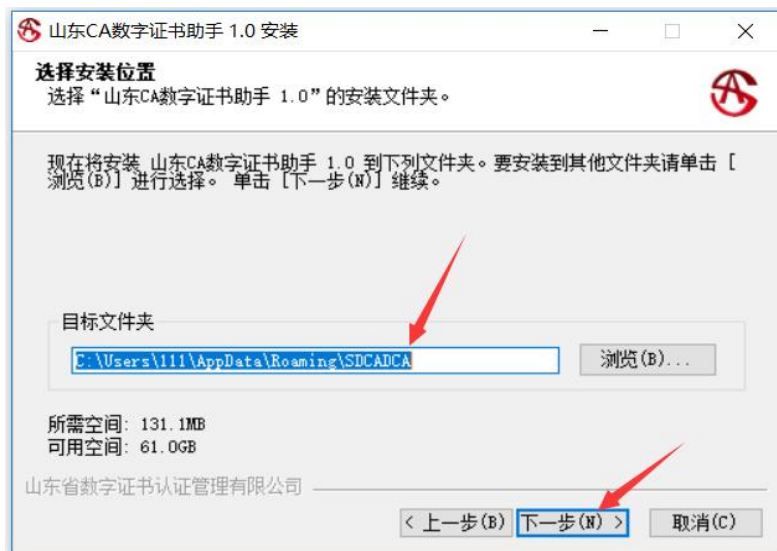 山东CA数字证书助手 1.0 安装
选择安装位置
选择“山东CA数字证书助手 1.0”的安装文件夹。
现在将安装 山东CA数字证书助手 1.0 到下列文件夹。要安装到其他文件夹请单击 [
浏览(B)] 进行选择。 单击 [下一步(N)] 继续。
目标文件夹
C:\Users\111\AppData\Roaming\SDCADCA
浏览(B)...
所需空间: 131.1MB
可用空间: 61.0GB
山东省数字证书认证管理有限公司
< 上一步(B) 下一步(N) > 取消(C)